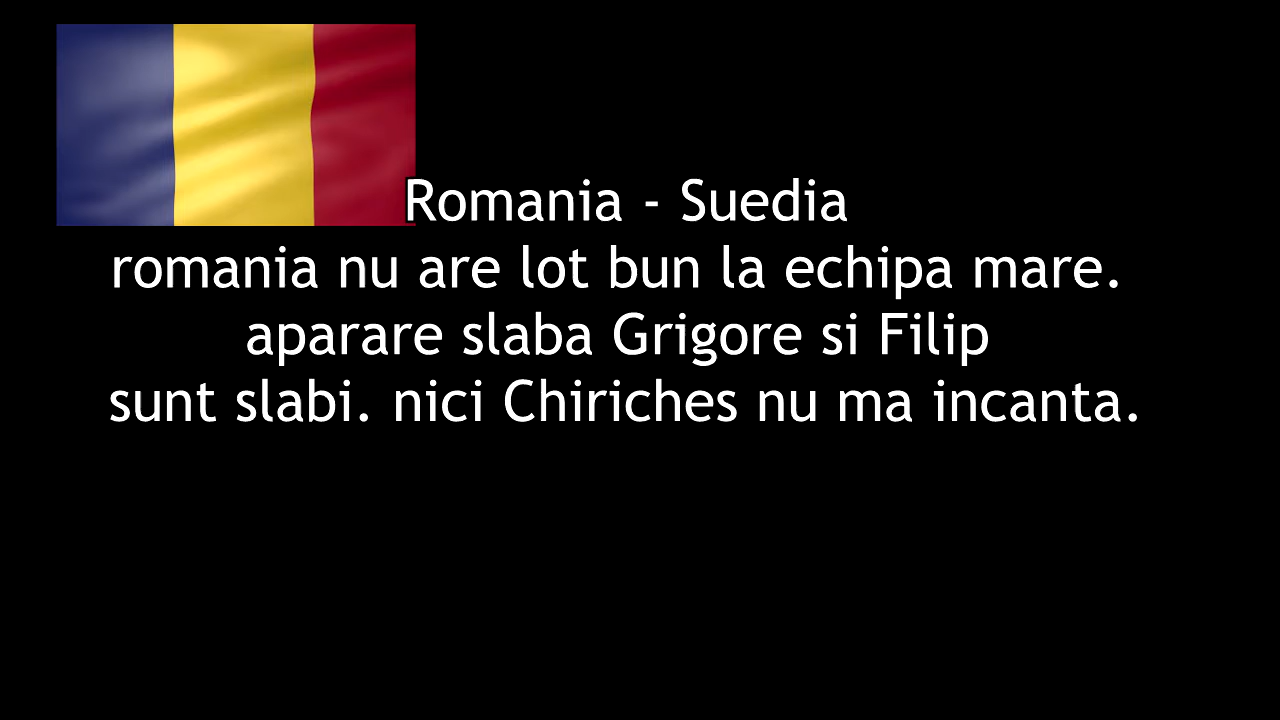 Romania - Suedia
romania nu are lot bun la echipa mare.
aparare slaba Grigore si Filip
sunt slabi. nici Chiriches nu ma incanta.